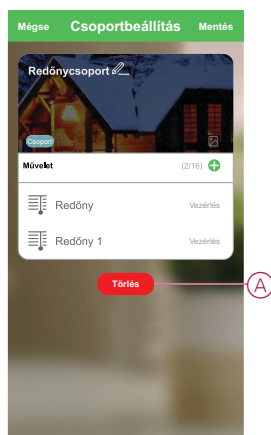 Mégse Csoportbeállítás Mentés
Redőnycsoport
Csoport
Művelet (2/16)
Redőny Vezérlés
Redőny 1 Vezérlés
Törlés
A